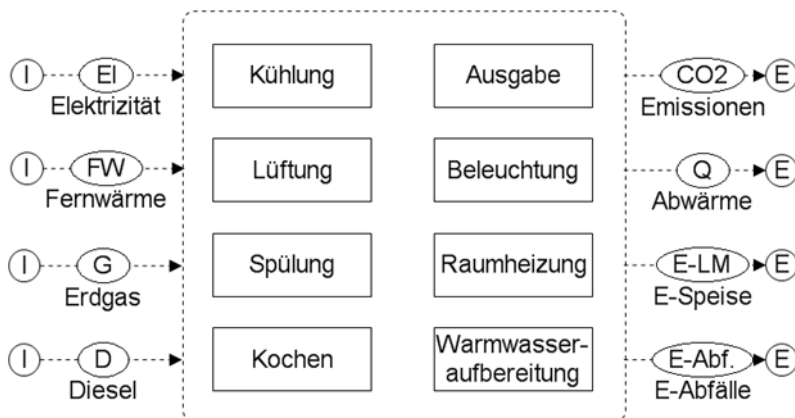 I El Kühlung Ausgabe CO2 E
Elektrizität Emissionen
I FW Lüftung Beleuchtung Q E
Fernwärme Abwärme
I G Spülung Raumheizung E-LM E
Erdgas E-Speise
I D Kochen Warmwasser-
aufbereitung E-Abf. E
Diesel E-Abfälle